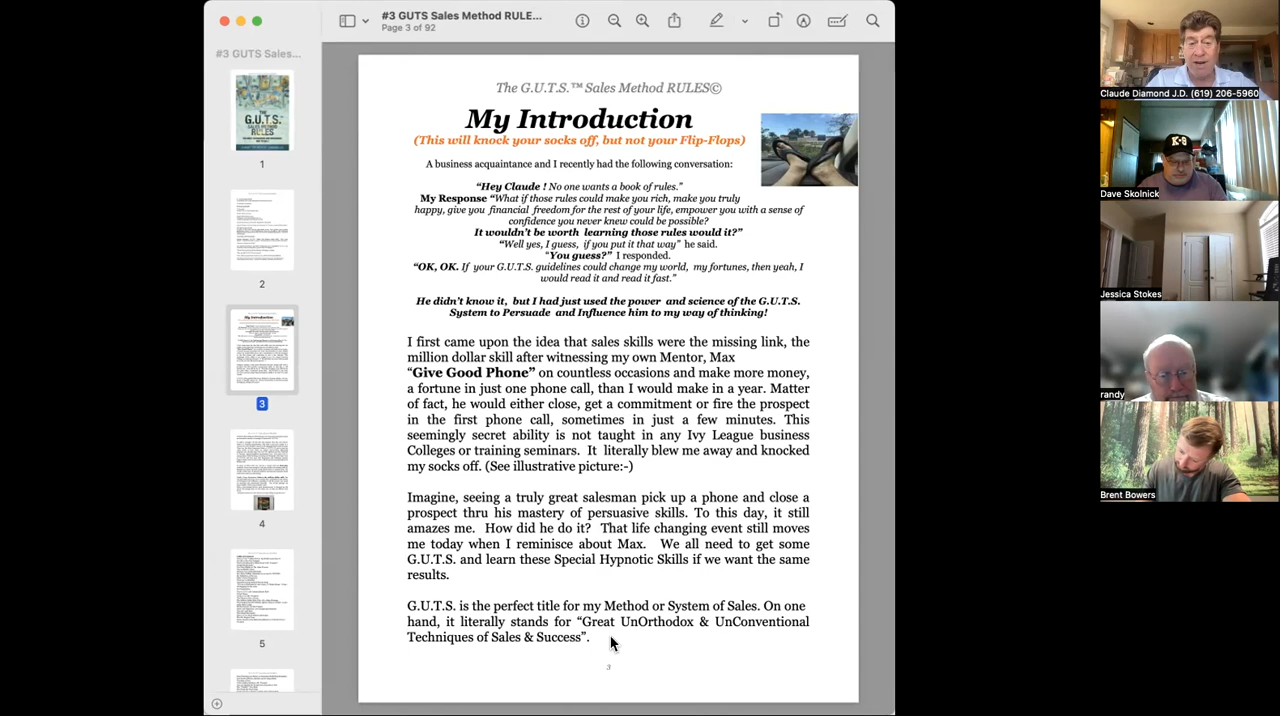 #3 GUTS Sales Method RULE...
Page 3 of 92
#3 GUTS Sales...
1
2
3
4
5
The G.U.T.S.™ Sales Method RULES©
My Introduction
(This will knock your socks off, but not your Flip-Flops)
A business acquaintance and I recently had the following conversation:
“Hey Claude ! No one wants a book of rules.”
My Response “What if those rules could make you rich, make you truly
happy, give you financial freedom for the rest of your life and empower you with a sense of
confidence you never knew could be possible?
It wouldn’t be worth learning those rules would it?”
“Well yes, I guess, if you put it that way” he said.
“You guess?” I responded.
“OK, OK. If your G.U.T.S. guidelines could change my world, my fortunes, then yeah, I
would read it and read it fast.”
He didn’t know it, but I had just used the power and science of the G.U.T.S.
System to Persuade and Influence him to my way of thinking!
I first came upon the idea that sales skills were the missing link, the
million dollar skill after witnessing my own Mentor, Max
“Give Good Phone” on countless occasions and make more money,
a fortune in just one phone call, than I would make in a year. Matter
of fact, he would either close, get a commitment or fire the prospect
in the first phone call, sometimes in just a few minutes. This
seemingly secret ability is not taught in any Ivy-League business
Colleges or training seminars. It literally blew me away and knocked
my socks off. (See illustrative picture:-)
Imagine, seeing a truly great salesman pick up a phone and close a
prospect thru his mastery of persuasive skills. To this day, it still
amazes me. How did he do it? That life changing event still moves
me today when I reminisce about Max. We all need to get some
G.U.T.S. and learn these Special Hypnotic Skills if we want the same
results.
G.U.T.S. is the perfect title for my Method or System of Sales. On one
hand, it literally stands for “Great UnOrthodox & UnConventional
Techniques of Sales & Success”.
3
Claude Diamond J.D. (619) 206-5960
K-9
Dave Skolnick
Jessica Stokes
randy
Brent Bowers